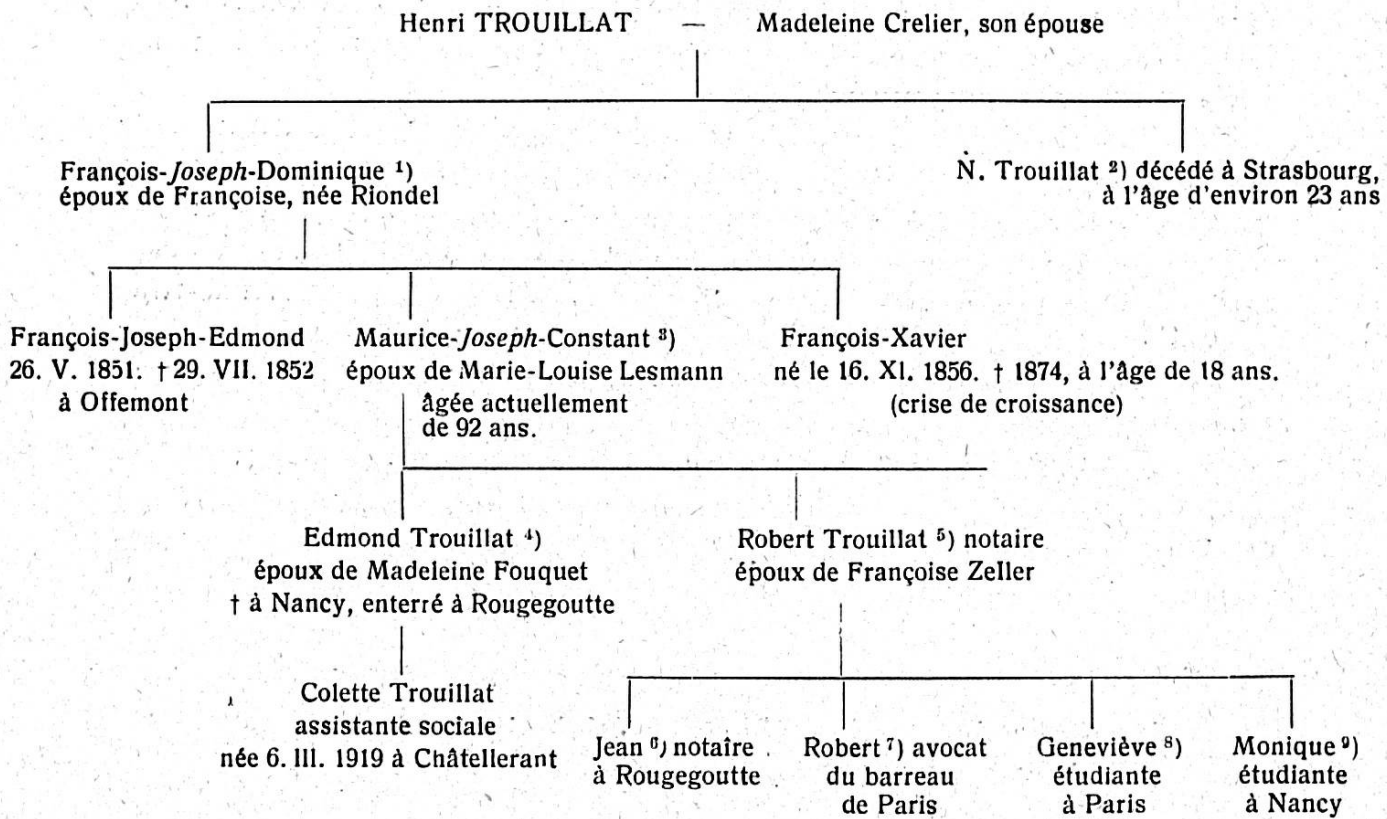 Henri TROUILLAT — Madeleine Crelier, son épouse
François-Joseph-Dominique ¹)
époux de Françoise, née Riondel
N. Trouillat ²) décédé à Strasbourg,
à l'âge d'environ 23 ans
François-Joseph-Edmond
26. V. 1851. † 29. VII. 1852
à Offemont
Maurice-Joseph-Constant ³)
époux de Marie-Louise Lesmann
âgée actuellement
de 92 ans.
François-Xavier
né le 16. XI. 1856. † 1874, à l'âge de 18 ans.
(crise de croissance)
Edmond Trouillat ⁴)
époux de Madeleine Fouquet
† à Nancy, enterré à Rougegoutte
Robert Trouillat ⁵) notaire
époux de Françoise Zeller
Colette Trouillat
assistante sociale
née 6. III. 1919 à Châtellerant
Jean ⁶) notaire
à Rougegoutte
Robert ⁷) avocat
du barreau
de Paris
Geneviève ⁸)
étudiante
à Paris
Monique ⁹)
étudiante
à Nancy